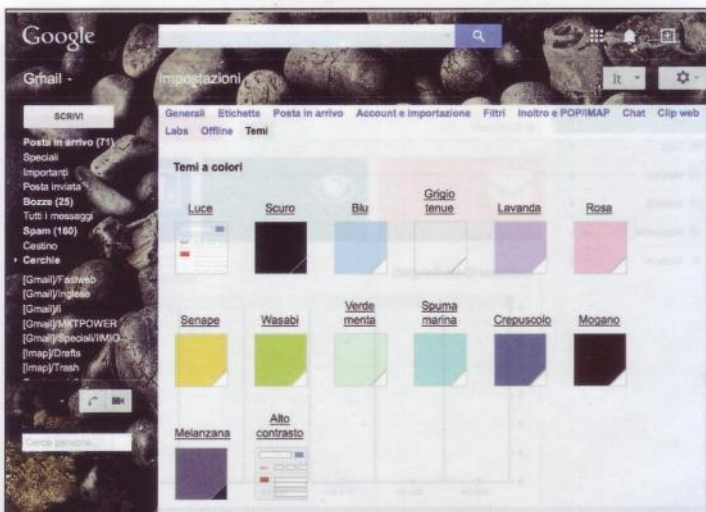 Google
Gmail
Impostazioni
It
SCRIVI
Generali Etichette Posta in arrivo Account e importazione Filtri Inoltro e POP/IMAP Chat Clip web
Labs Offline Temi
Posta in arrivo (71)
Speciali
Importanti
Posta inviata
Bozze (25)
Tutti i messaggi
Spam (160)
Cestino
Cerchie
[Gmail]/Fastweb
[Gmail]/Inglese
[Gmail]/MKTPOWER
[Imap]/Drafts
[Imap]/Trash
Cerca persone...
Temi a colori
Luce Scuro Blu Grigio tenue Lavanda Rosa
Senape Wasabi Verde menta Spuma marina Crepuscolo Mogano
Melanzana Alto contrasto